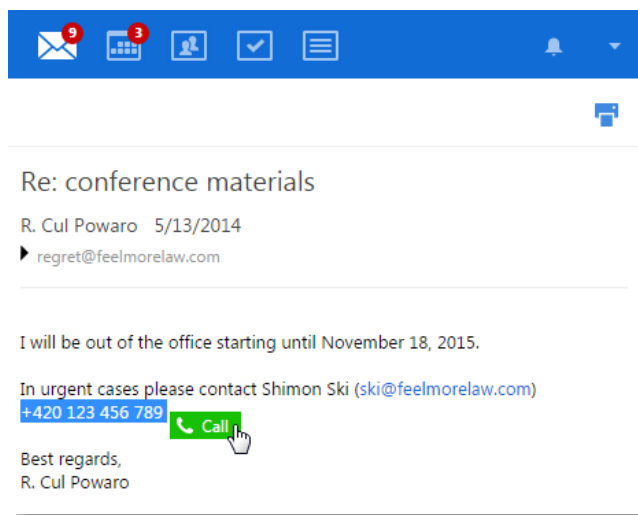 9
3
Re: conference materials
R. Cul Powaro 5/13/2014
regret@feelmorelaw.com
I will be out of the office starting until November 18, 2015.
In urgent cases please contact Shimon Ski (ski@feelmorelaw.com)
+420 123 456 789
Call
Best regards,
R. Cul Powaro